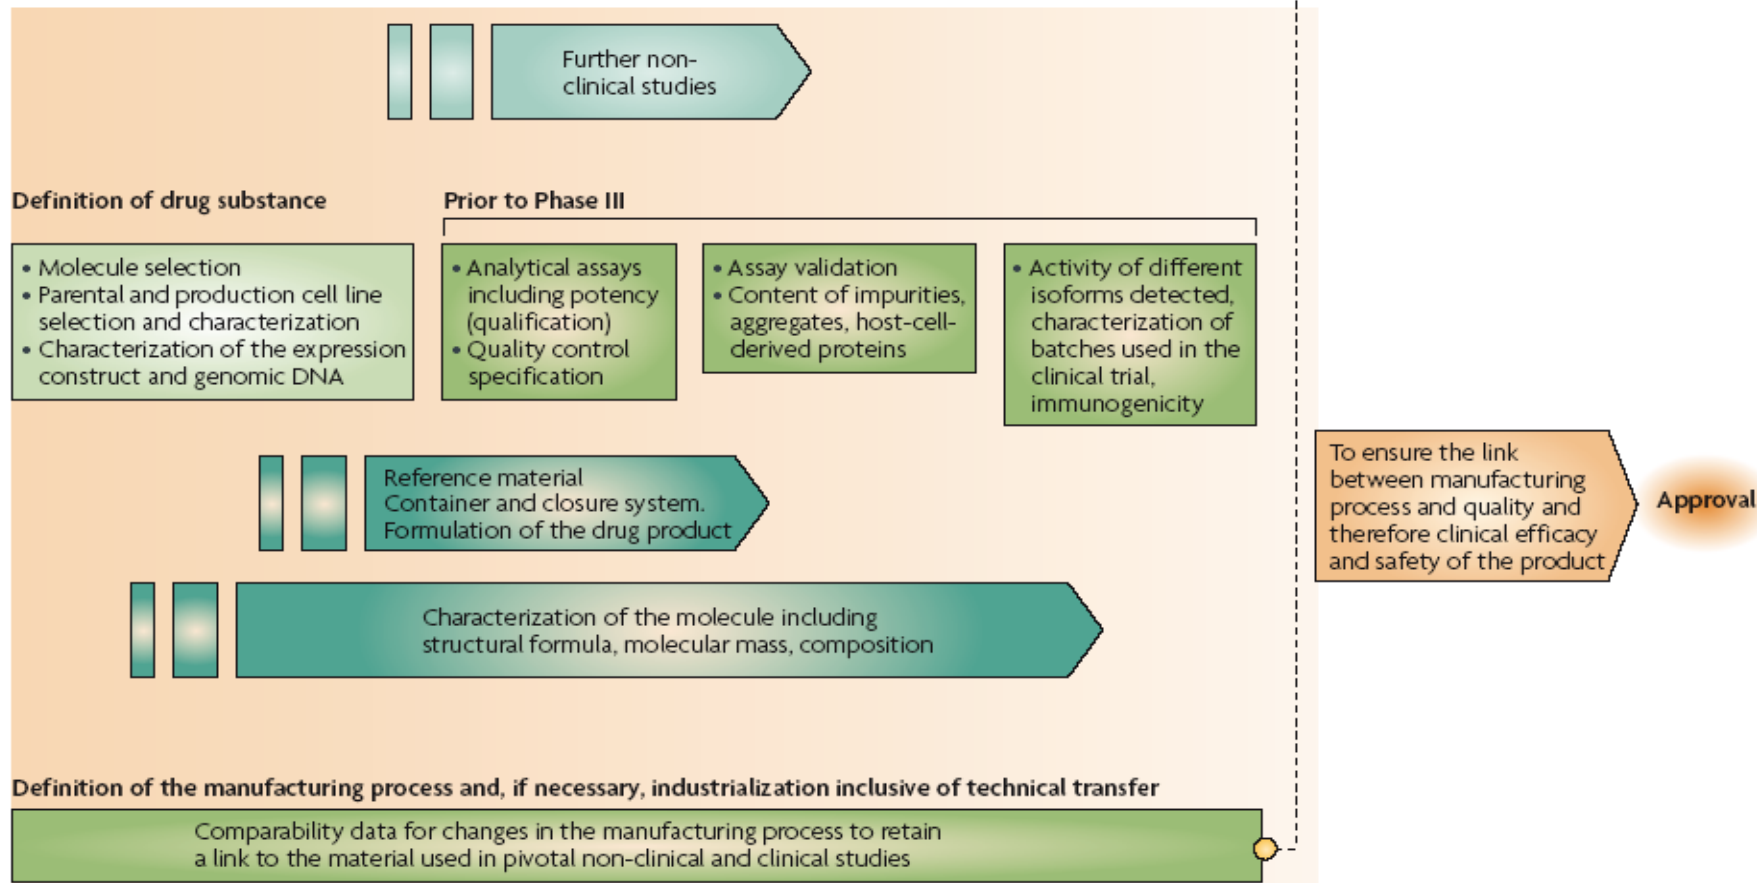 Further non-
clinical studies
Definition of drug substance
Prior to Phase III
• Molecule selection
• Parental and production cell line
selection and characterization
• Characterization of the expression
construct and genomic DNA
• Analytical assays
including potency
(qualification)
• Quality control
specification
• Assay validation
• Content of impurities,
aggregates, host-cell-
derived proteins
• Activity of different
isoforms detected,
characterization of
batches used in the
clinical trial,
immunogenicity
Reference material
Container and closure system.
Formulation of the drug product
To ensure the link
between manufacturing
process and quality and
therefore clinical efficacy
and safety of the product
Approval
Characterization of the molecule including
structural formula, molecular mass, composition
Definition of the manufacturing process and, if necessary, industrialization inclusive of technical transfer
Comparability data for changes in the manufacturing process to retain
a link to the material used in pivotal non-clinical and clinical studies